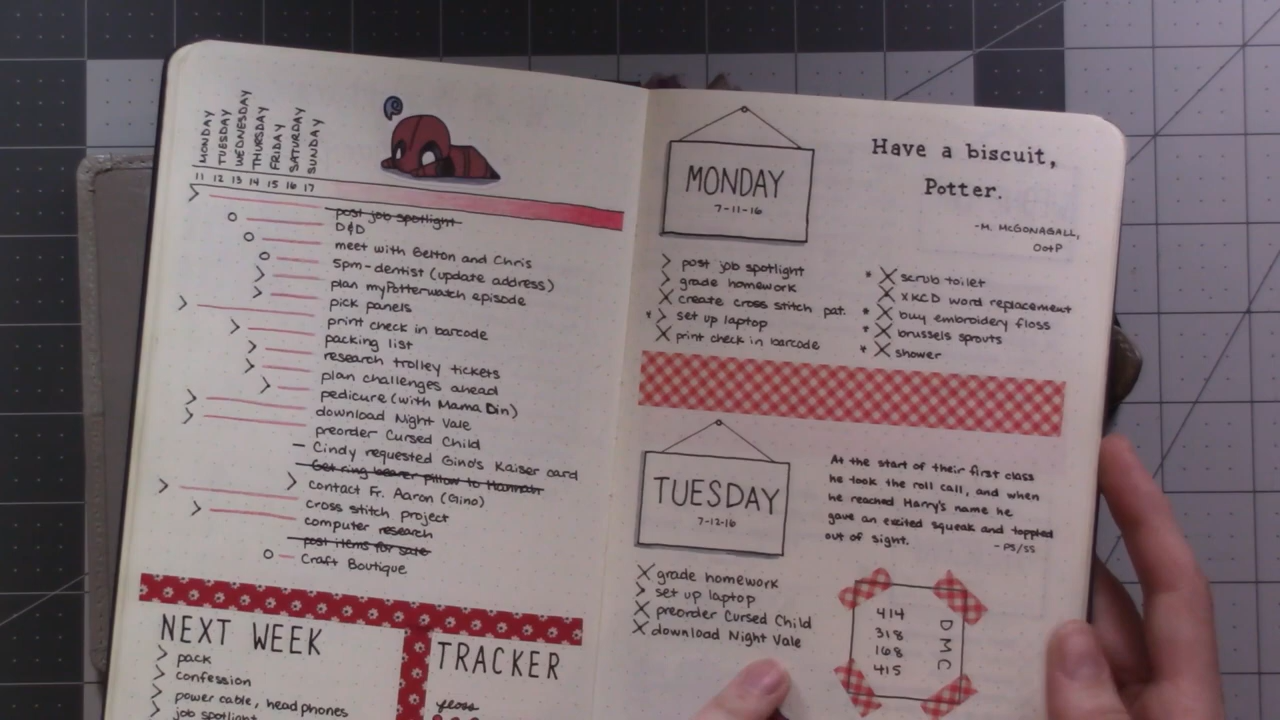 MONDAY
TUESDAY
WEDNESDAY
THURSDAY
FRIDAY
SATURDAY
SUNDAY
11 12 13 14 15 16 17
post job spotlight
D&D
meet with Belton and Chris
5pm-dentist (update address)
plan myPotterwatch episode
pick panels
print check in barcode
packing list
research trolley tickets
plan challenges ahead
pedicure (with Mama Din)
download Night Vale
preorder Cursed Child
- Cindy requested Gino's Kaiser card
Get ring bearer pillow to Hannah
contact Fr. Aaron (Gino)
cross stitch project
computer research
post items for sale
Craft Boutique
NEXT WEEK
> pack
> confession
> power cable, headphones
> job spotlight
TRACKER
MONDAY
7-11-16
Have a biscuit,
Potter.
-M. McGONAGALL,
OotP
> post job spotlight
> grade homework
X create cross stitch pat.
* > set up laptop
X print check in barcode
* X scrub toilet
X XKCD word replacement
* X buy embroidery floss
* X brussels sprouts
* X shower
TUESDAY
7-12-16
At the start of their first class
he took the roll call, and when
he reached Harry's name he
gave an excited squeak and toppled
out of sight.
- PS/SS
X grade homework
> set up laptop
X preorder Cursed Child
X download Night Vale
414
318
168
415
DMC